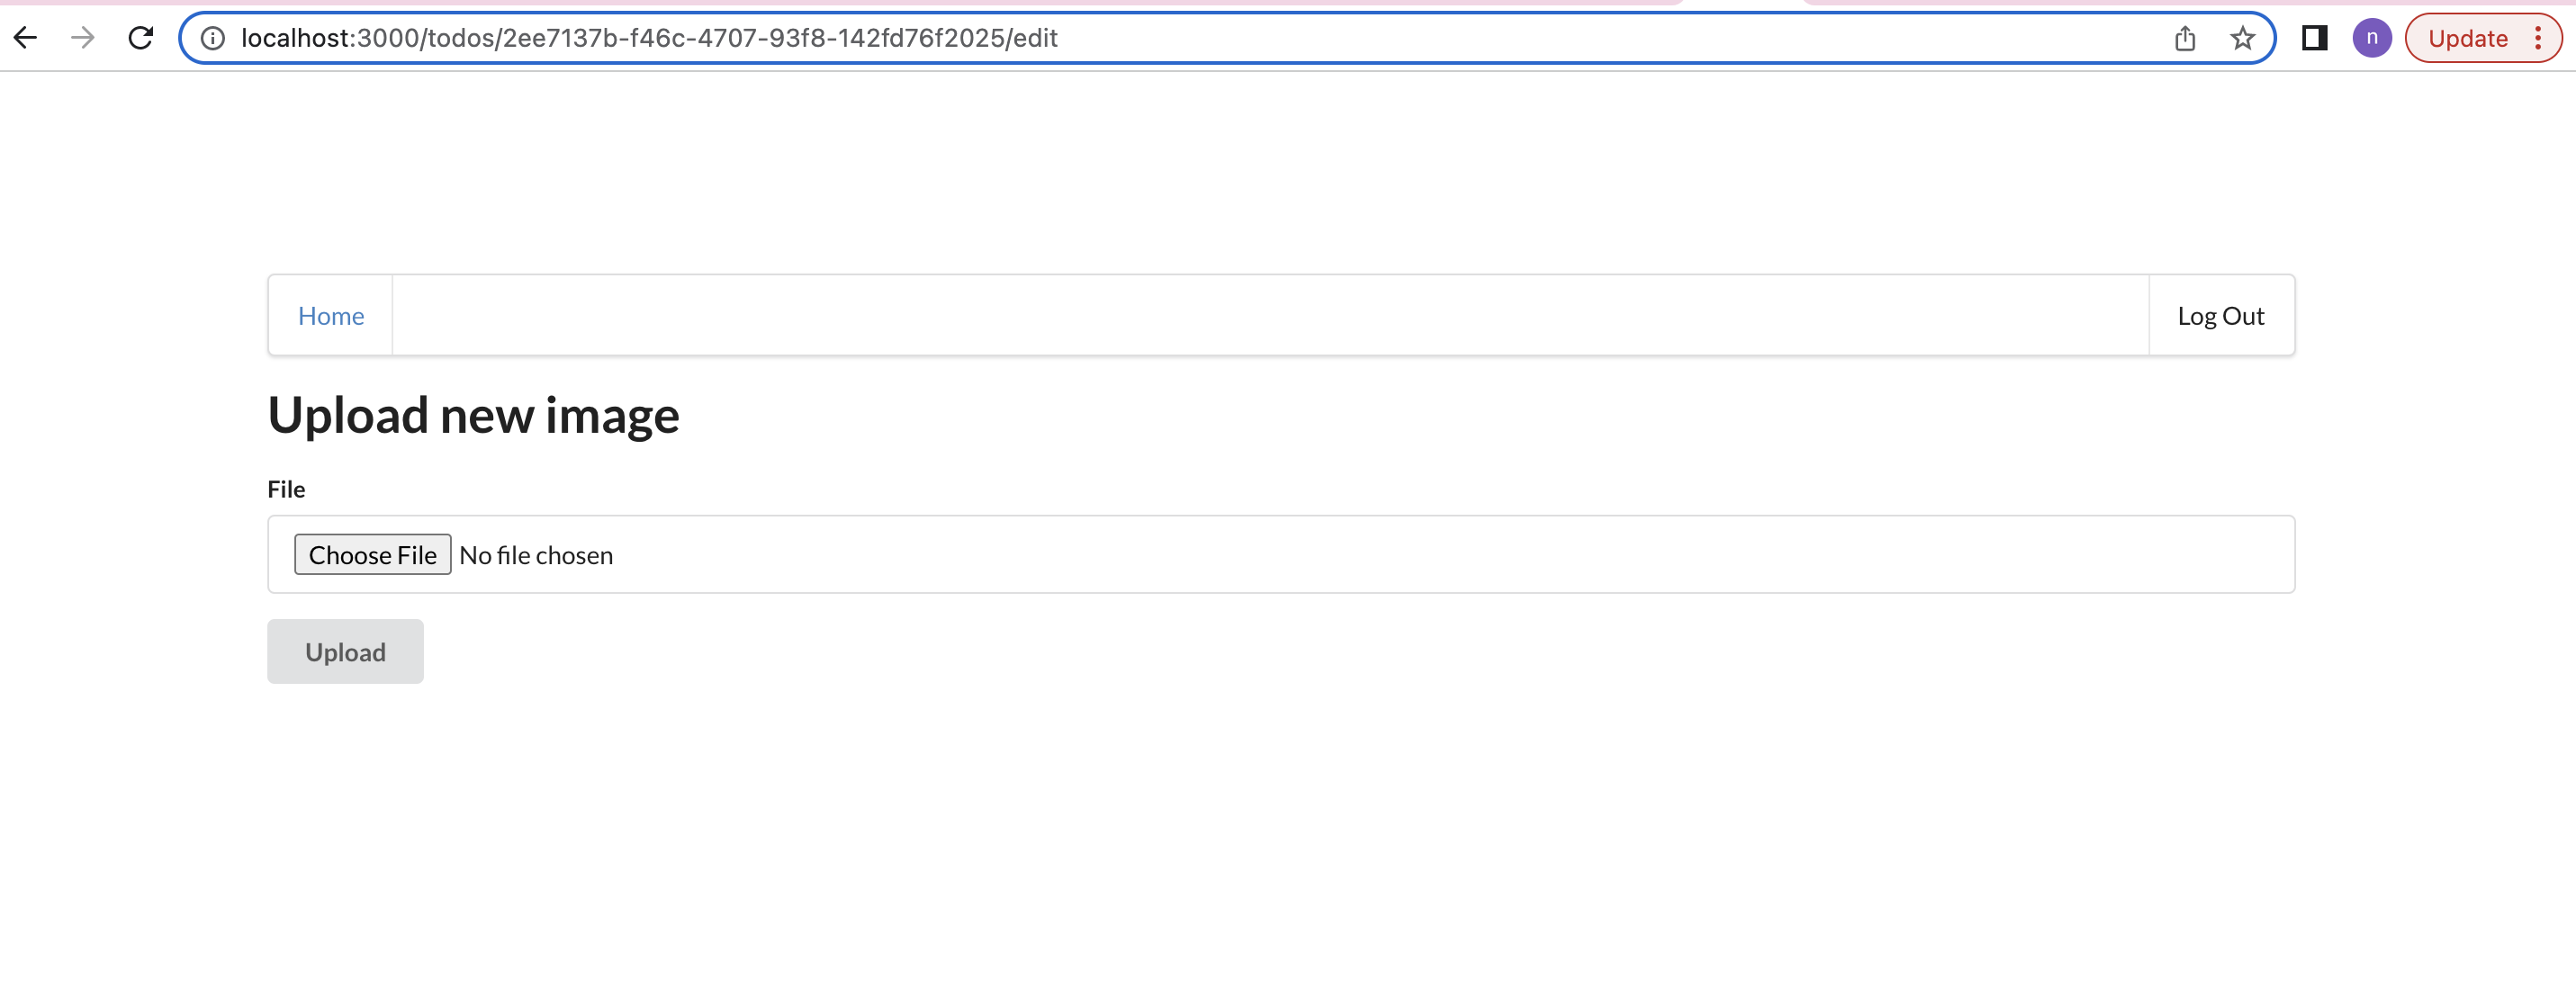 localhost:3000/todos/2ee7137b-f46c-4707-93f8-142fd76f2025/edit
n
Update
Home
Log Out
Upload new image
File
Choose File No file chosen
Upload